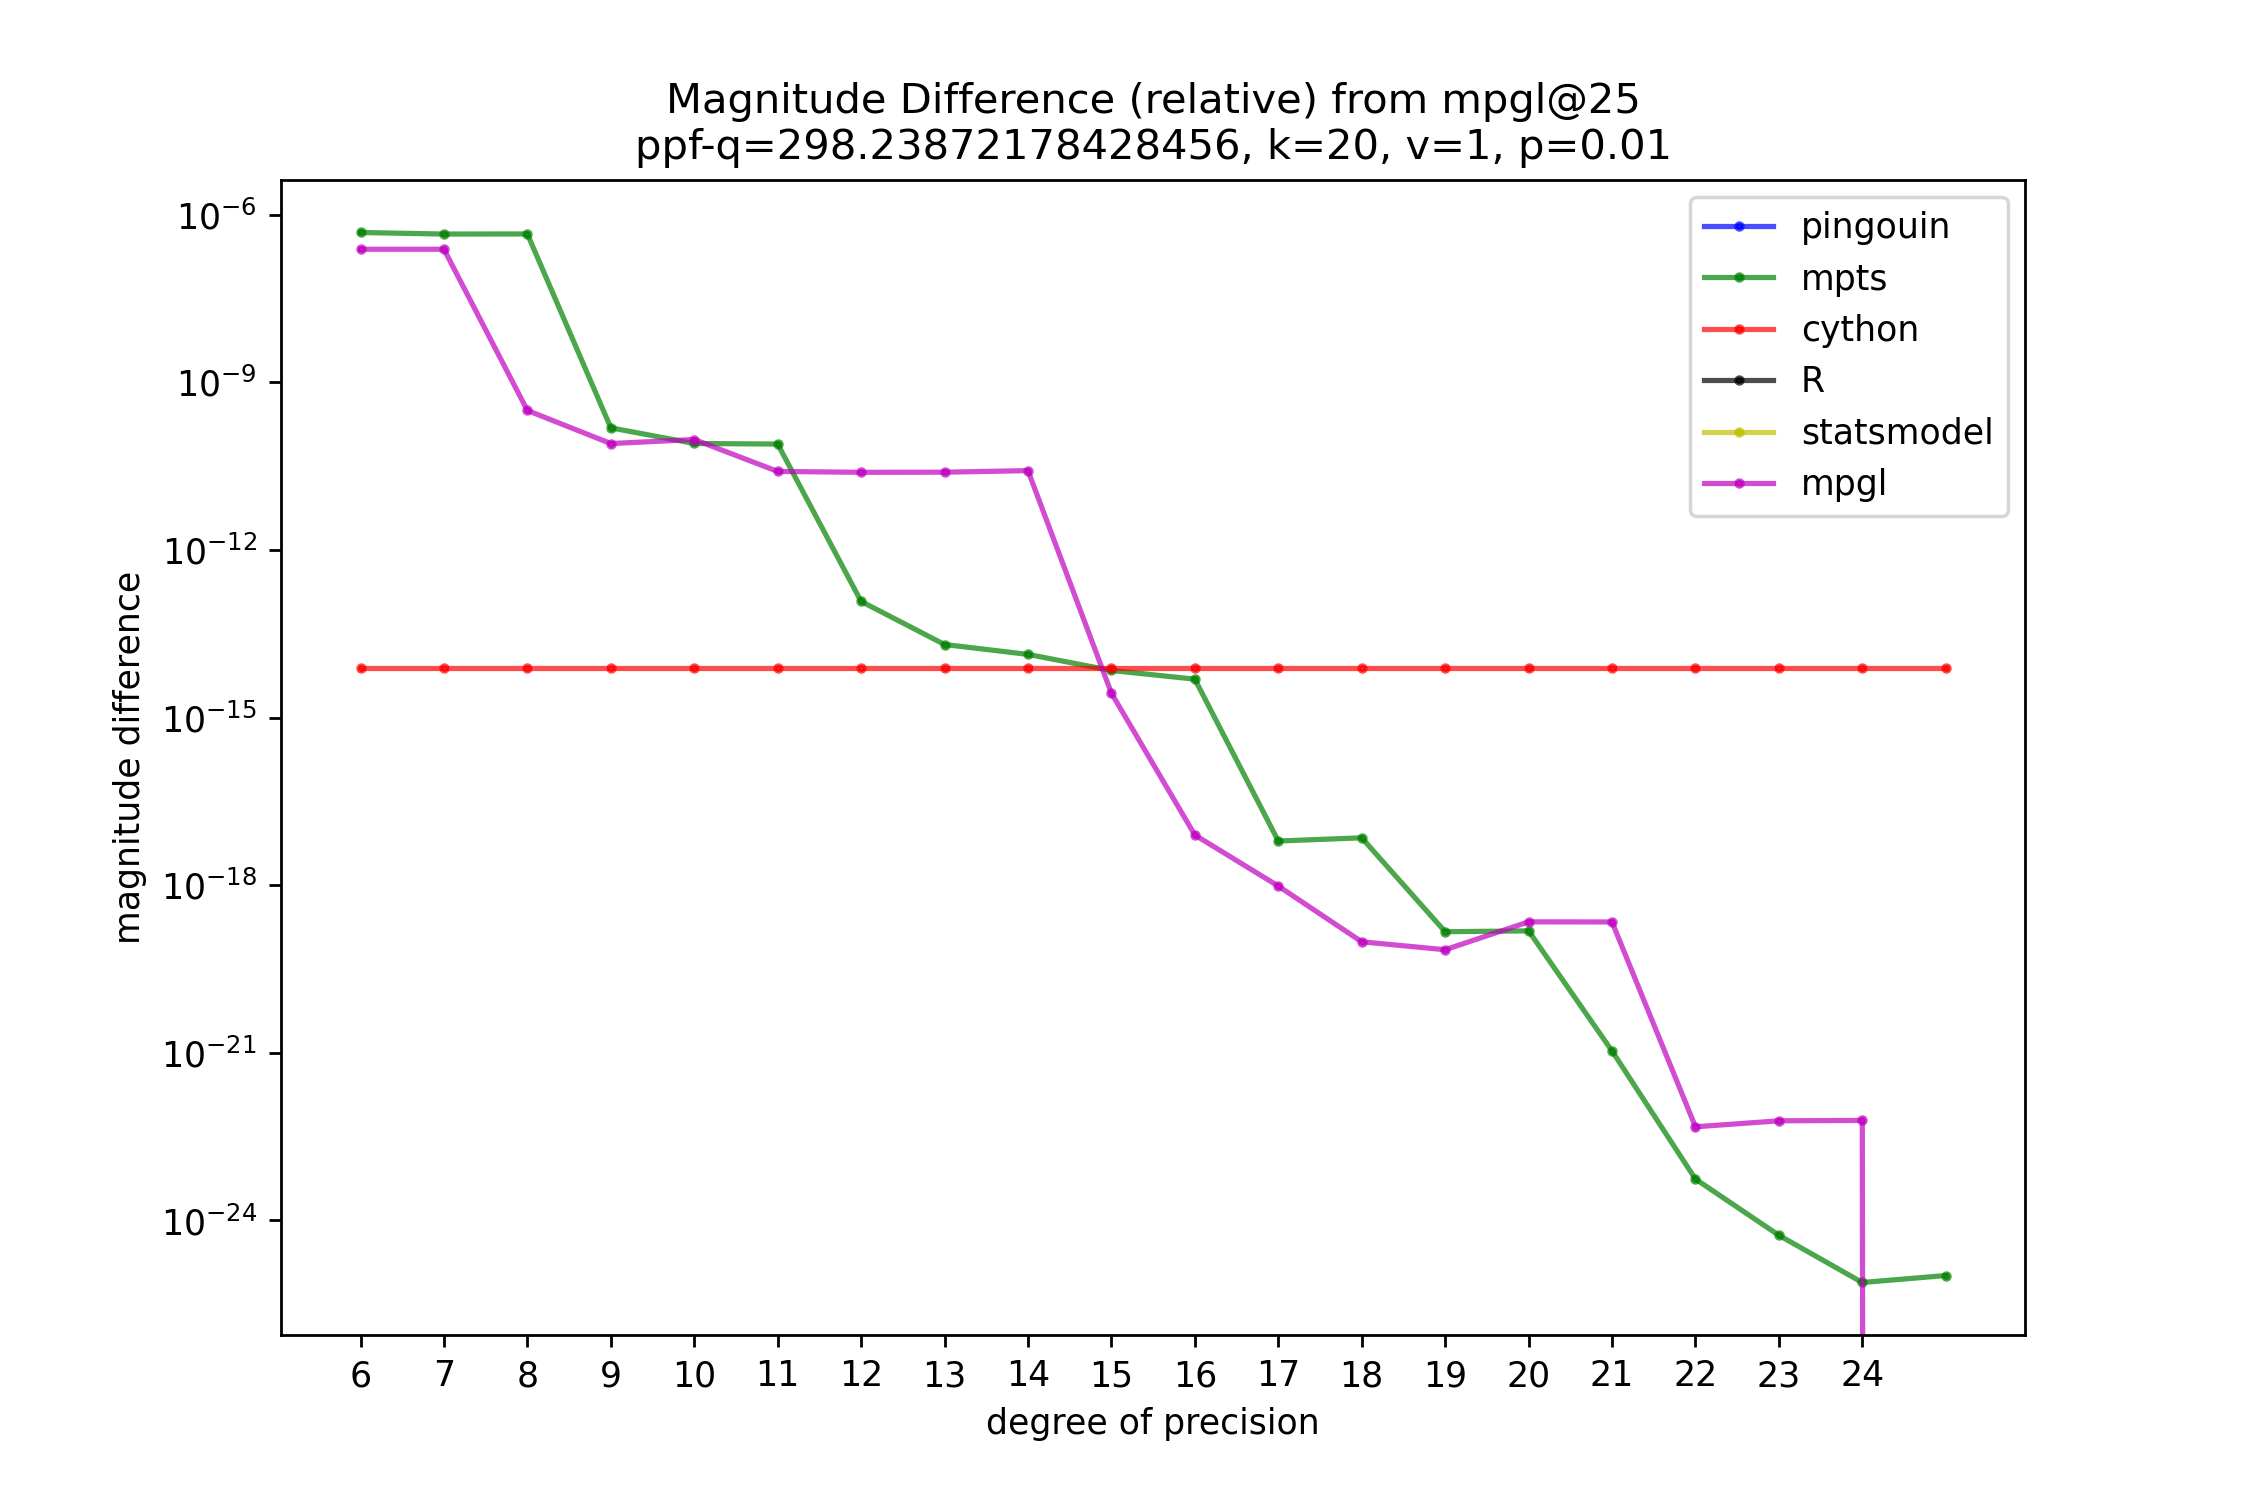 Magnitude Difference (relative) from mpgl@25
ppf-q=298.23872178428456, k=20, v=1, p=0.01
pingouin
mpts
cython
R
statsmodel
mpgl
magnitude difference
10⁻⁶
10⁻⁹
10⁻¹²
10⁻¹⁵
10⁻¹⁸
10⁻²¹
10⁻²⁴
6 7 8 9 10 11 12 13 14 15 16 17 18 19 20 21 22 23 24
degree of precision